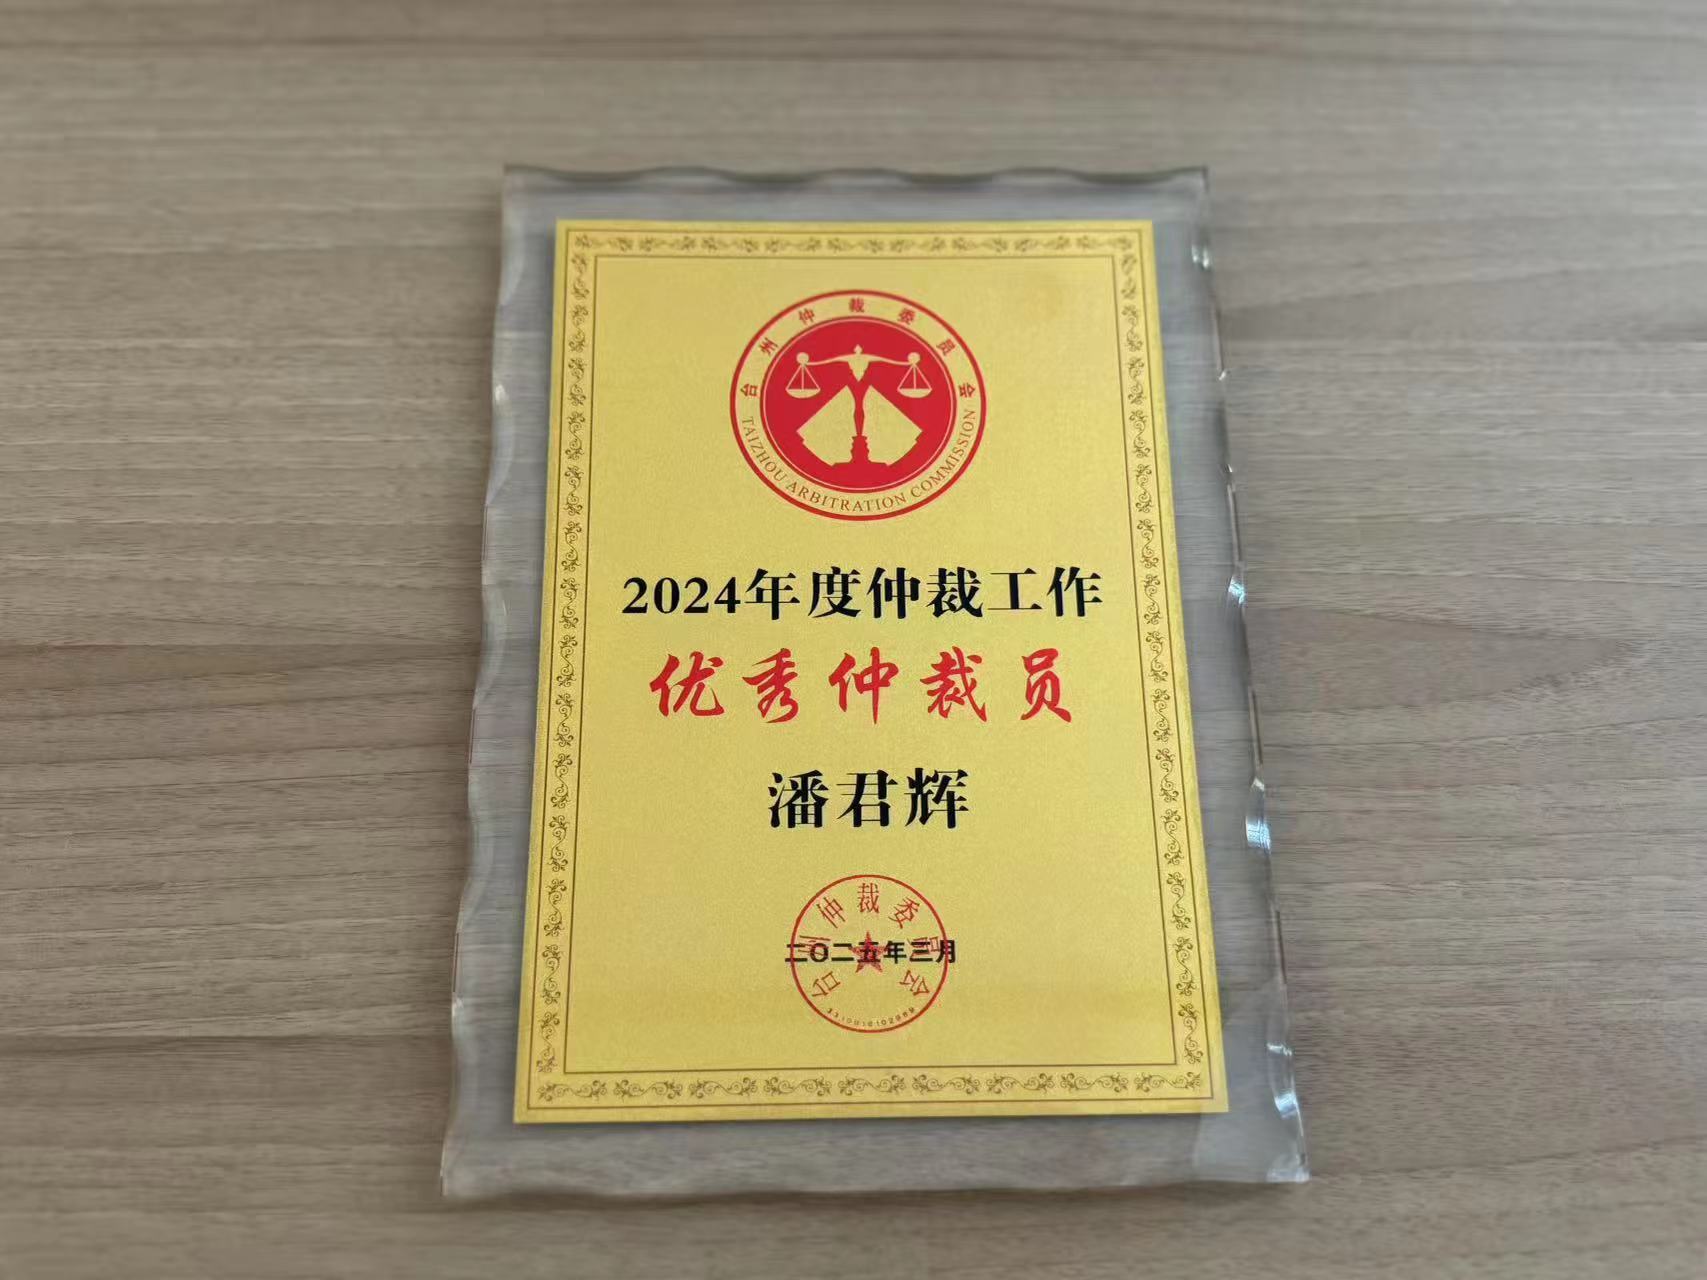 台州仲裁委员会
TAIZHOU ARBITRATION COMMISSION
2024年度仲裁工作
优秀仲裁员
潘君辉
台州仲裁委员会
二〇二五年三月